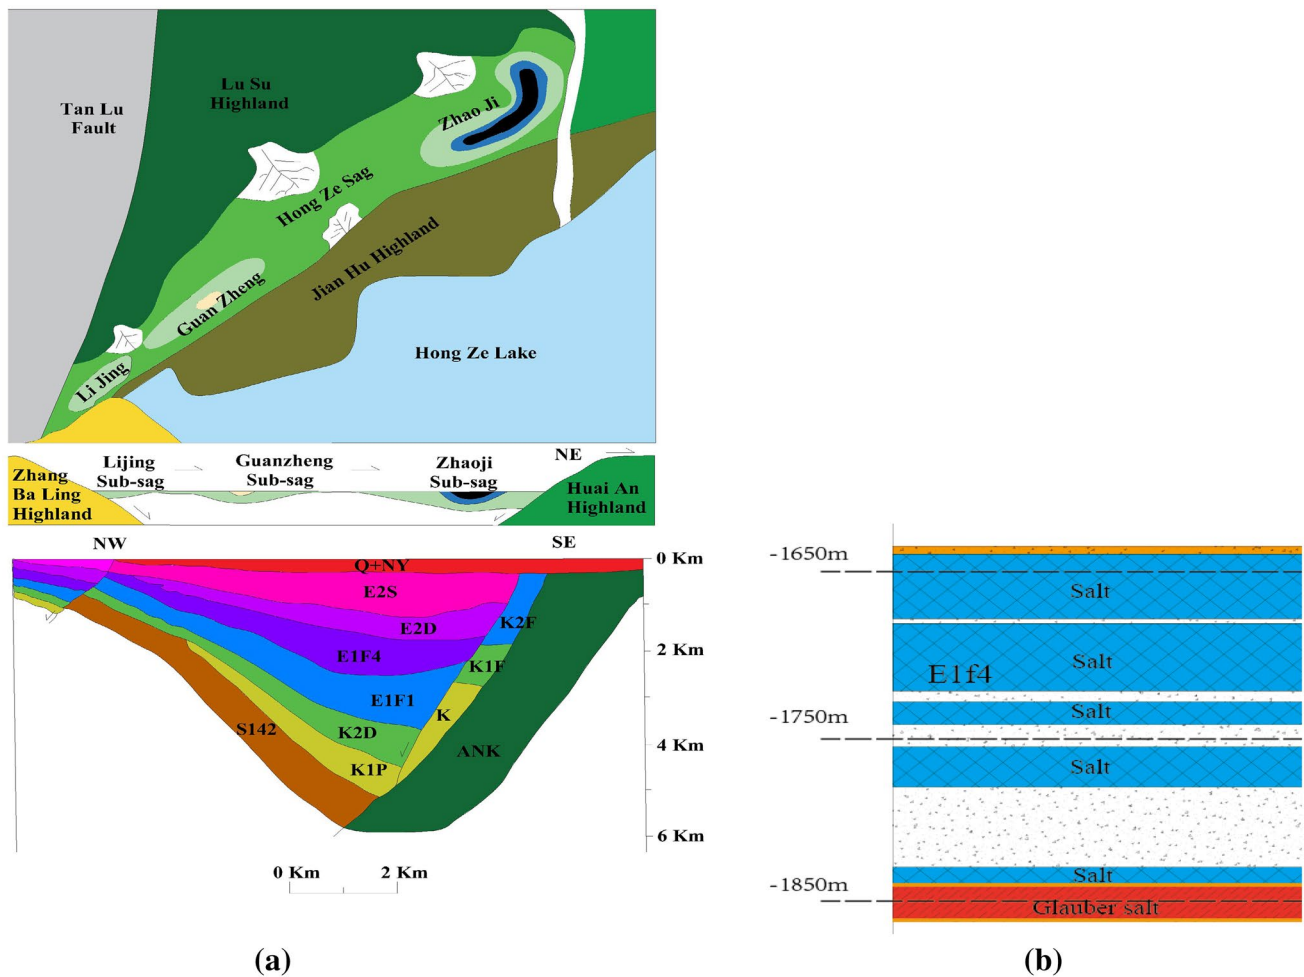 Tan Lu
Fault
Lu Su
Highland
Zhao Ji
Hong Ze Sag
Jian Hu Highland
Guan Zheng
Li Jing
Hong Ze Lake
Zhang
Ba Ling
Highland
Lijing
Sub-sag
Guanzheng
Sub-sag
Zhaoji
Sub-sag
NE
Huai An
Highland
NW
SE
Q+NY
E2S
E2D
E1F4
E1F1
K2D
K1P
S142
K2F
K1F
K
ANK
0 Km
2 Km
4 Km
6 Km
0 Km
2 Km
(a)
-1650m
-1750m
-1850m
Salt
Salt
E1f4
Salt
Salt
Salt
Glauber salt
(b)